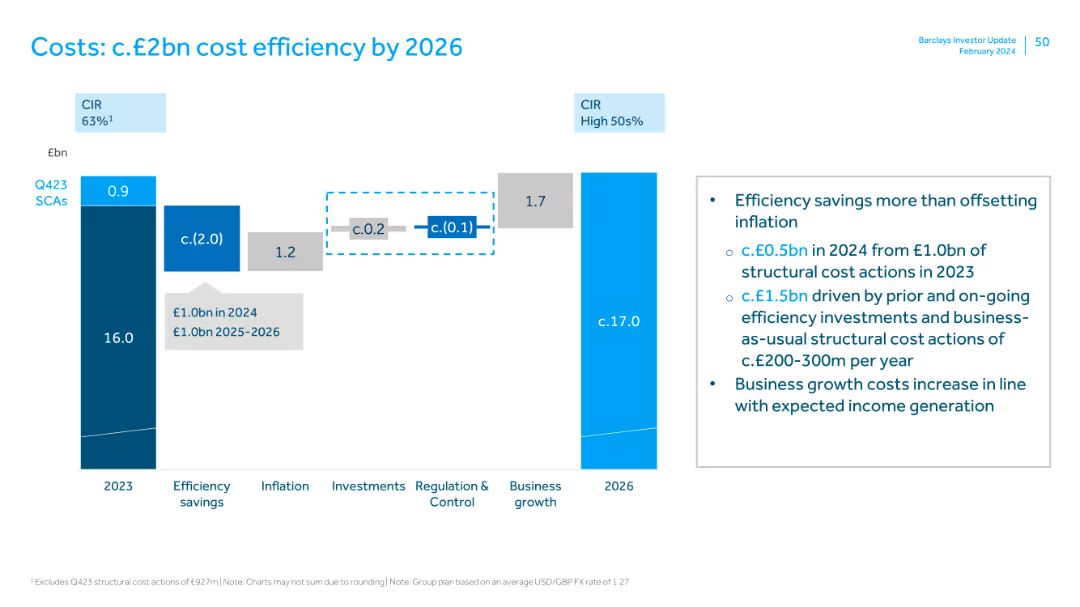 Costs: c.£2bn cost efficiency by 2026
Barclays Investor Update
February 2024
50
CIR
63%¹
CIR
High 50s%
£bn
Q423
SCAs
0.9
16.0
c.(2.0)
1.2
c.0.2
c.(0.1)
1.7
c.17.0
£1.0bn in 2024
£1.0bn 2025-2026
2023
Efficiency
savings
Inflation
Investments
Regulation &
Control
Business
growth
2026
• Efficiency savings more than offsetting
inflation
o c.£0.5bn in 2024 from £1.0bn of
structural cost actions in 2023
o c.£1.5bn driven by prior and on-going
efficiency investments and business-
as-usual structural cost actions of
c.£200-300m per year
• Business growth costs increase in line
with expected income generation
¹ Excludes Q423 structural cost actions of £927m | Note: Charts may not sum due to rounding | Note: Group plan based on an average USD/GBP FX rate of 1.27